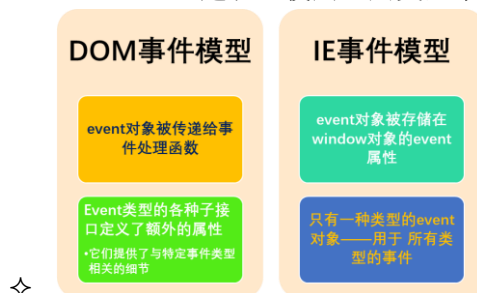 DOM事件模型
event对象被传递给事
件处理函数
Event类型的各种子接
口定义了额外的属性
•它们提供了与特定事件类型
相关的细节
IE事件模型
event对象被存储在
window对象的event
属性
只有一种类型的event
对象——用于 所有类
型的事件